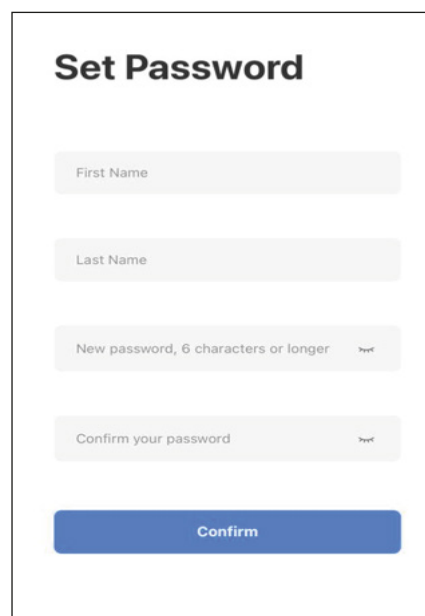 Set Password
First Name
Last Name
New password, 6 characters or longer
Confirm your password
Confirm